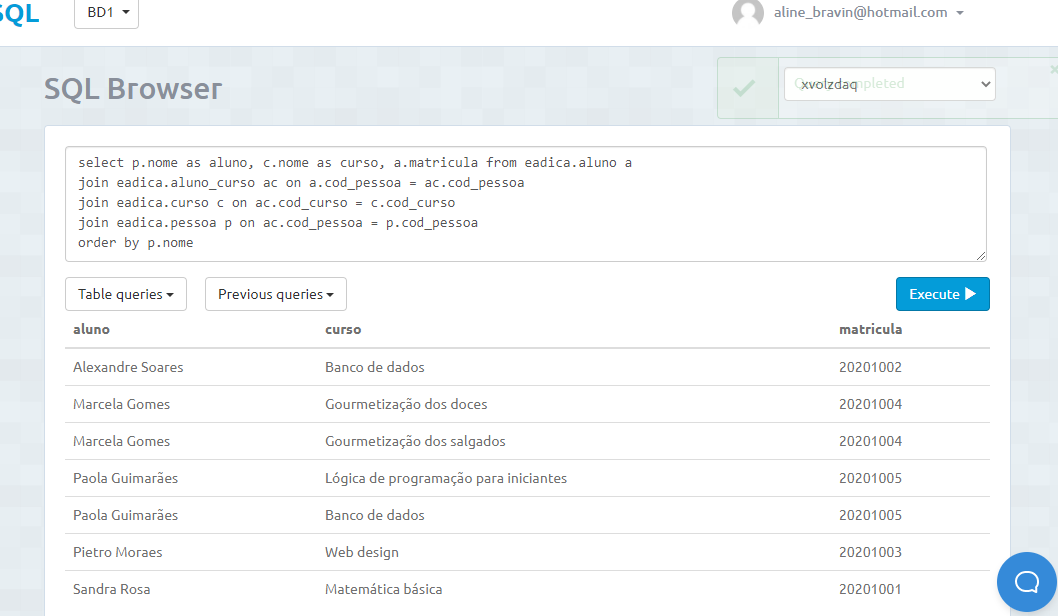 SQL
BD1
aline_bravin@hotmail.com
SQL Browser
Query completed
xvolzdaq
select p.nome as aluno, c.nome as curso, a.matricula from eadica.aluno a
join eadica.aluno_curso ac on a.cod_pessoa = ac.cod_pessoa
join eadica.curso c on ac.cod_curso = c.cod_curso
join eadica.pessoa p on ac.cod_pessoa = p.cod_pessoa
order by p.nome
Table queries Previous queries Execute
aluno curso matricula
Alexandre Soares Banco de dados 20201002
Marcela Gomes Gourmetização dos doces 20201004
Marcela Gomes Gourmetização dos salgados 20201004
Paola Guimarães Lógica de programação para iniciantes 20201005
Paola Guimarães Banco de dados 20201005
Pietro Moraes Web design 20201003
Sandra Rosa Matemática básica 20201001